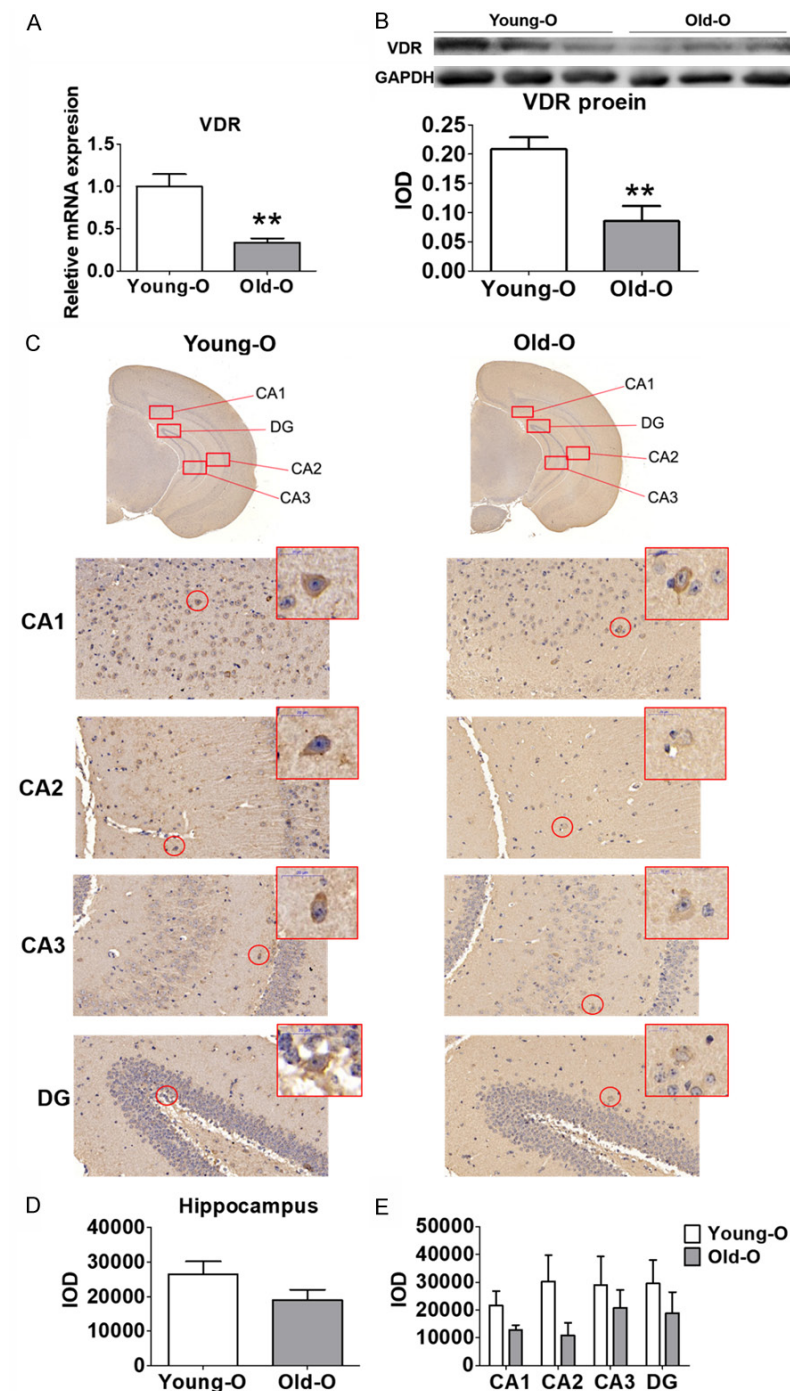 A
VDR
Reletive mRNA expresion
1.5
1.0
0.5
0.0
**
Young-O
Old-O
B
Young-O
Old-O
VDR
GAPDH
VDR proein
IOD
0.25
0.20
0.15
0.10
0.05
0.00
**
Young-O
Old-O
C
Young-O
Old-O
CA1
DG
CA2
CA3
CA1
DG
CA2
CA3
CA1
CA2
CA3
DG
D
Hippocampus
IOD
40000
30000
20000
10000
0
Young-O
Old-O
E
IOD
50000
40000
30000
20000
10000
0
Young-O
Old-O
CA1
CA2
CA3
DG